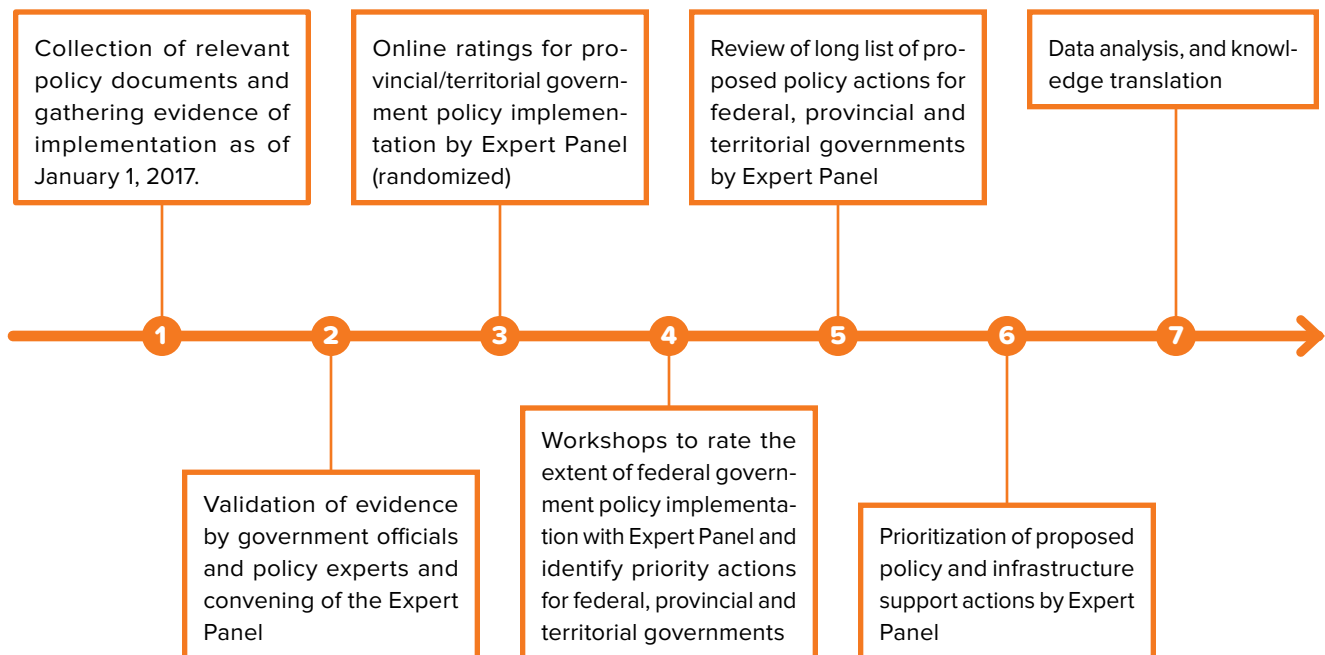 Collection of relevant
policy documents and
gathering evidence of
implementation as of
January 1, 2017.
Online ratings for pro-
vincial/territorial govern-
ment policy implemen-
tation by Expert Panel
(randomized)
Review of long list of pro-
posed policy actions for
federal, provincial and
territorial governments
by Expert Panel
Data analysis, and knowl-
edge translation
1
2
3
4
5
6
7
Validation of evidence
by government officials
and policy experts and
convening of the Expert
Panel
Workshops to rate the
extent of federal govern-
ment policy implementa-
tion with Expert Panel and
identify priority actions
for federal, provincial and
territorial governments
Prioritization of proposed
policy and infrastructure
support actions by Expert
Panel